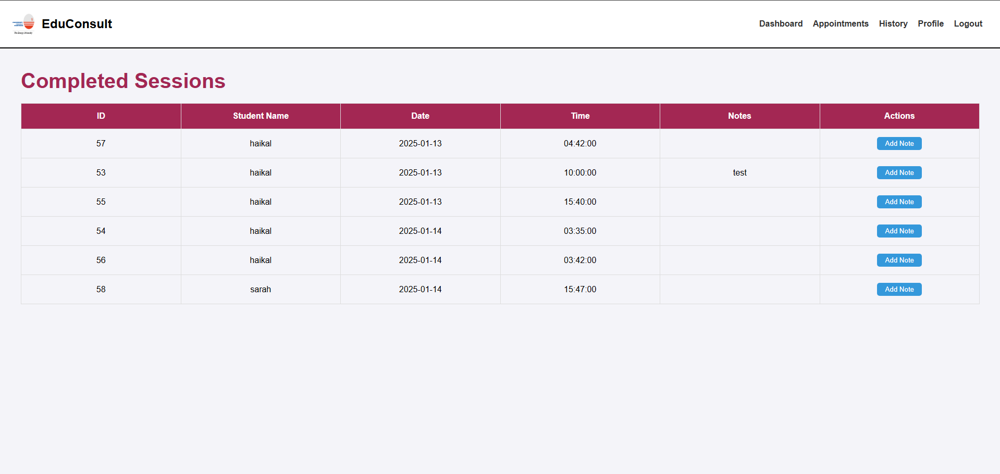 EduConsult
The Energy University
Dashboard Appointments History Profile Logout
Completed Sessions
ID Student Name Date Time Notes Actions
57 haikal 2025-01-13 04:42:00 Add Note
53 haikal 2025-01-13 10:00:00 test Add Note
55 haikal 2025-01-13 15:40:00 Add Note
54 haikal 2025-01-14 03:35:00 Add Note
56 haikal 2025-01-14 03:42:00 Add Note
58 sarah 2025-01-14 15:47:00 Add Note